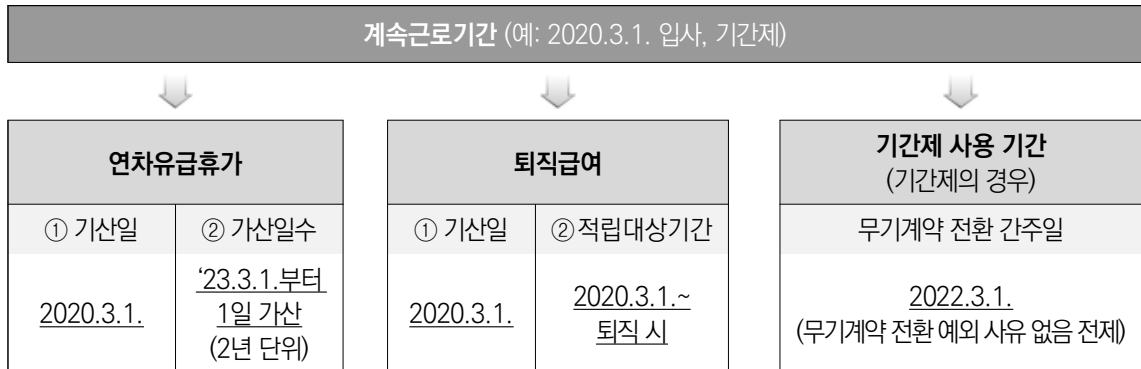 계속근로기간 (예: 2020.3.1. 입사, 기간제)
연차유급휴가
① 기산일
② 가산일수
2020.3.1.
‘23.3.1.부터
1일 가산
(2년 단위)
퇴직급여
① 기산일
②적립대상기간
2020.3.1.
2020.3.1.~
퇴직 시
기간제 사용 기간
(기간제의 경우)
무기계약 전환 간주일
2022.3.1.
(무기계약 전환 예외 사유 없음 전제)